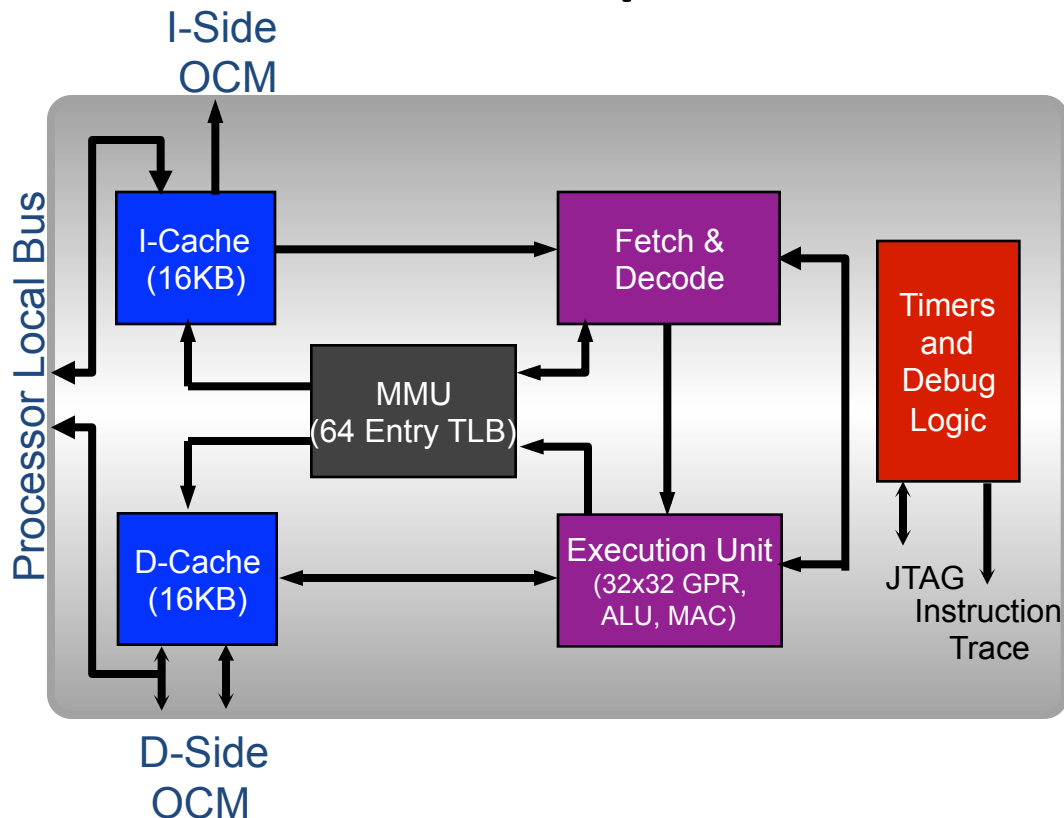 I-Side
OCM
Processor Local Bus
I-Cache
(16KB)
Fetch &
Decode
Timers
and
Debug
Logic
MMU
(64 Entry TLB)
D-Cache
(16KB)
Execution Unit
(32x32 GPR,
ALU, MAC)
JTAG
Instruction
Trace
D-Side
OCM